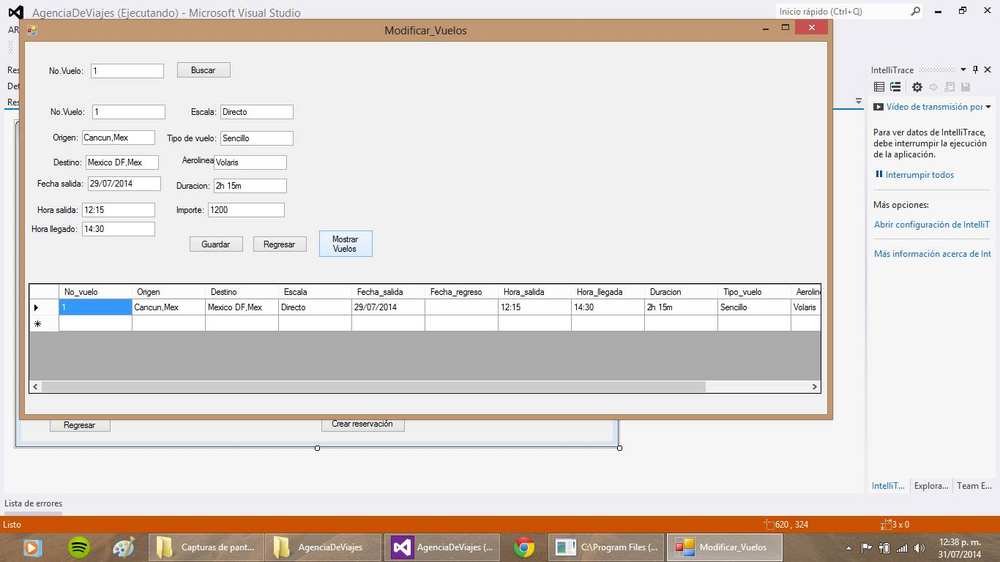 AgenciaDeViajes (Ejecutando) - Microsoft Visual Studio
Inicio rápido (Ctrl+Q)
AR
Modificar_Vuelos
Res
Det
Res
No.Vuelo: 1 Buscar
No.Vuelo: 1 Escala: Directo
Origen: Cancun,Mex Tipo de vuelo: Sencillo
Destino: Mexico DF,Mex Aerolinea Volaris
Fecha salida: 29/07/2014 Duracion: 2h 15m
Hora salida: 12:15 Importe: 1200
Hora llegado: 14:30
Guardar Regresar Mostrar Vuelos
No_vuelo Origen Destino Escala Fecha_salida Fecha_regreso Hora_salida Hora_llegada Duracion Tipo_vuelo Aeroline
1 Cancun,Mex Mexico DF,Mex Directo 29/07/2014 12:15 14:30 2h 15m Sencillo Volaris
Regresar Crear reservación
IntelliTrace
Vídeo de transmisión por
Para ver datos de IntelliTrace,
debe interrumpir la ejecución
de la aplicación.
Interrumpir todos
Más opciones:
Abrir configuración de IntelliT
Más información acerca de Int
IntelliT... Explora... Team E...
Lista de errores
Listo 620 , 324 3 x 0
Capturas de pant... AgenciaDeViajes AgenciaDeViajes (... C:\Program Files (... Modificar_Vuelos
12:38 p. m.
31/07/2014